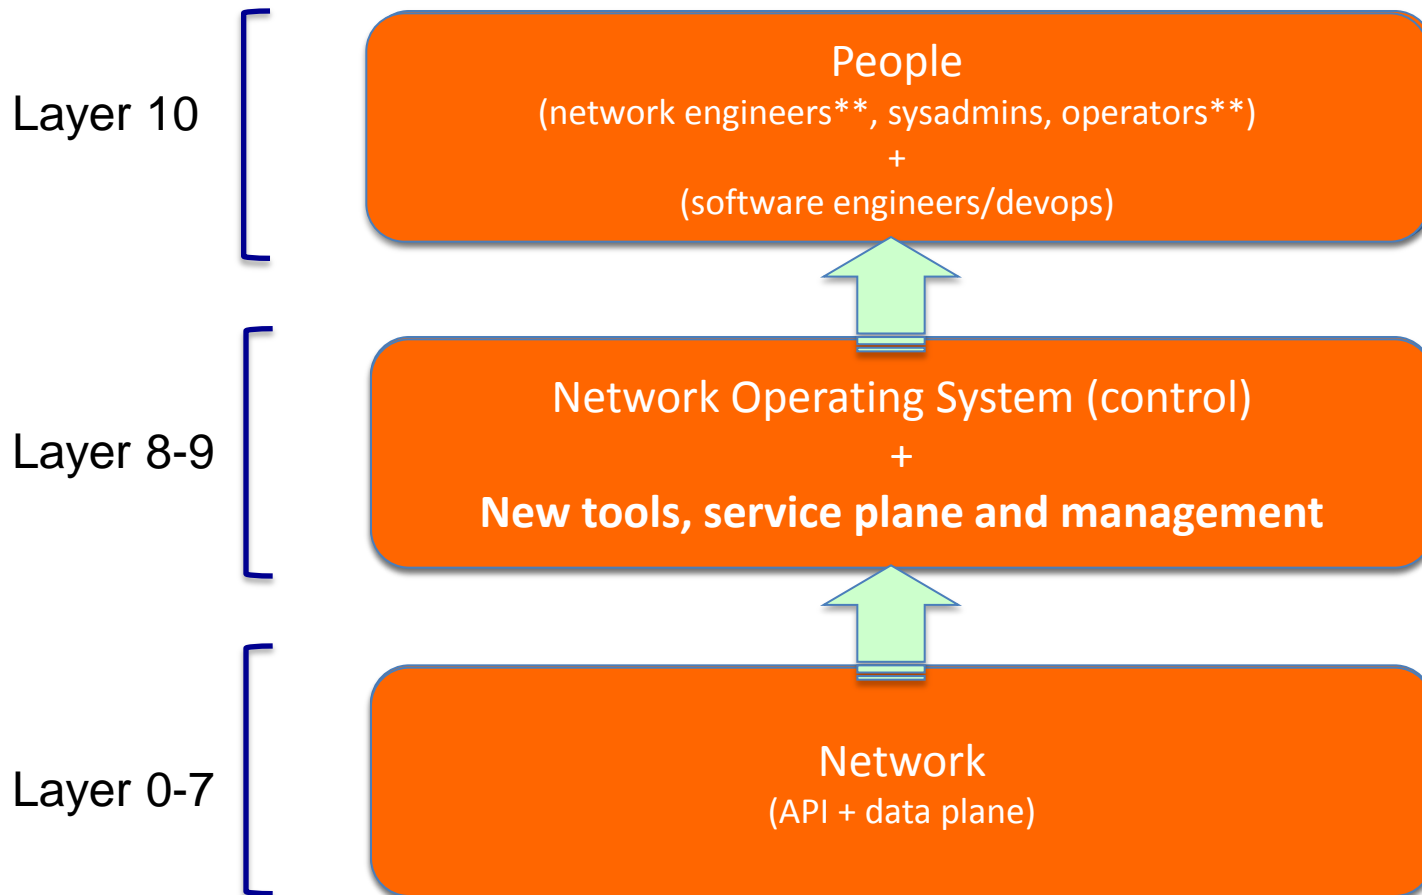 Layer 10
People
(network engineers**, sysadmins, operators**)
+
(software engineers/devops)
Layer 8-9
Network Operating System (control)
+
New tools, service plane and management
Layer 0-7
Network
(API + data plane)